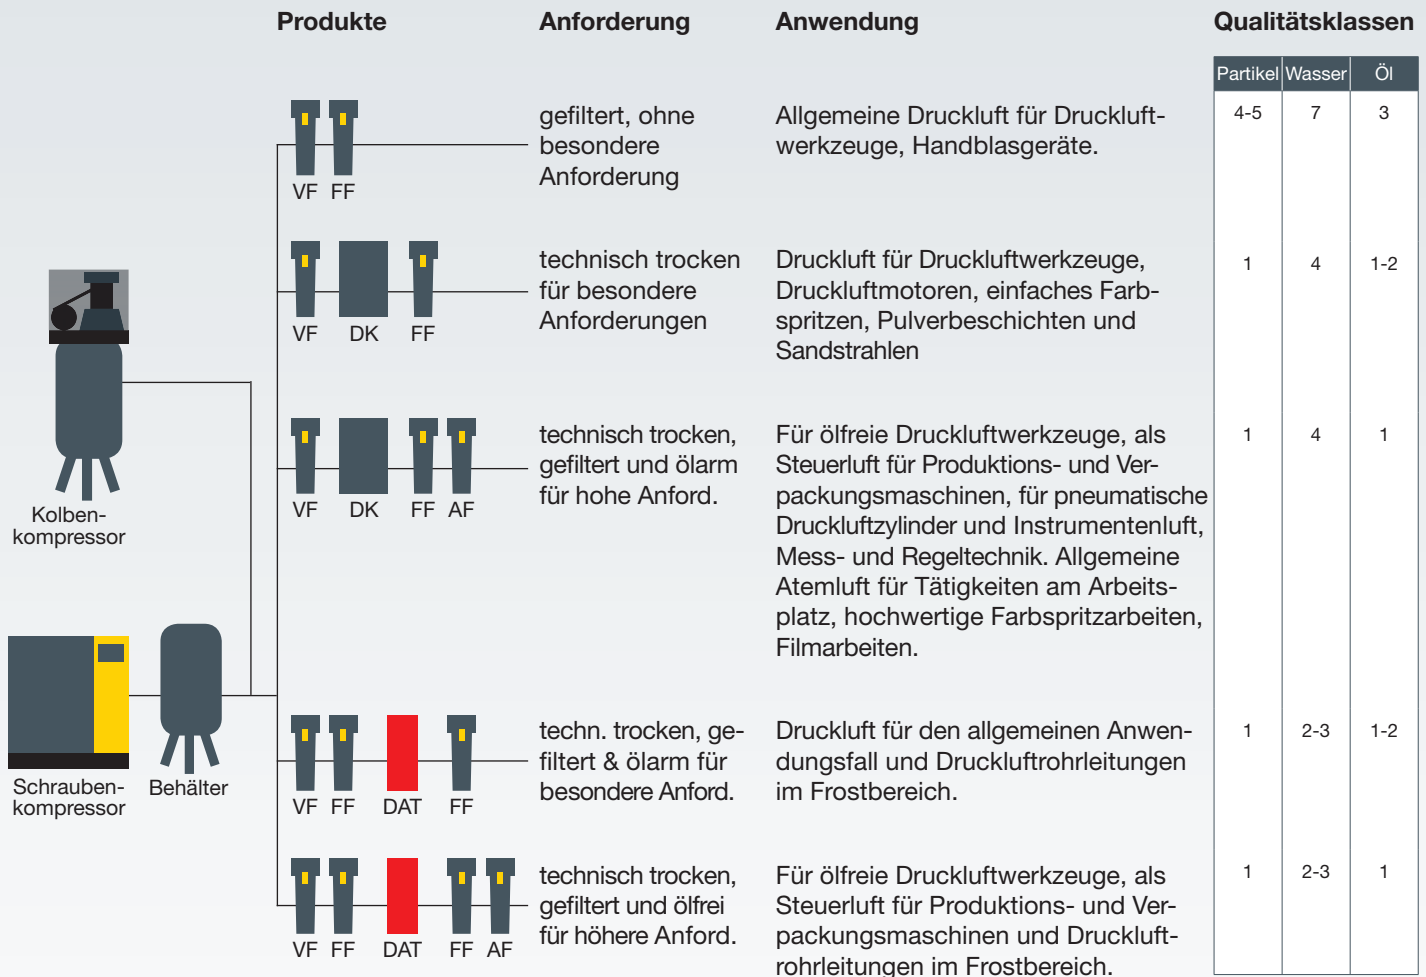 Produkte
Anforderung
Anwendung
Qualitätsklassen
Partikel Wasser Öl
VF FF
gefiltert, ohne
besondere
Anforderung
Allgemeine Druckluft für Druckluft-
werkzeuge, Handblasgeräte.
4-5 7 3
VF DK FF
technisch trocken
für besondere
Anforderungen
Druckluft für Druckluftwerkzeuge,
Druckluftmotoren, einfaches Farb-
spritzen, Pulverbeschichten und
Sandstrahlen
1 4 1-2
Kolben-
kompressor
VF DK FF AF
technisch trocken,
gefiltert und ölarm
für hohe Anford.
Für ölfreie Druckluftwerkzeuge, als
Steuerluft für Produktions- und Ver-
packungsmaschinen, für pneumatische
Druckluftzylinder und Instrumentenluft,
Mess- und Regeltechnik. Allgemeine
Atemluft für Tätigkeiten am Arbeits-
platz, hochwertige Farbspritzarbeiten,
Filmarbeiten.
1 4 1
Schrauben-
kompressor
Behälter
VF FF DAT FF
techn. trocken, ge-
filtert & ölarm für
besondere Anford.
Druckluft für den allgemeinen Anwen-
dungsfall und Druckluftrohrleitungen
im Frostbereich.
1 2-3 1-2
VF FF DAT FF AF
technisch trocken,
gefiltert und ölfrei
für höhere Anford.
Für ölfreie Druckluftwerkzeuge, als
Steuerluft für Produktions- und Ver-
packungsmaschinen und Druckluft-
rohrleitungen im Frostbereich.
1 2-3 1